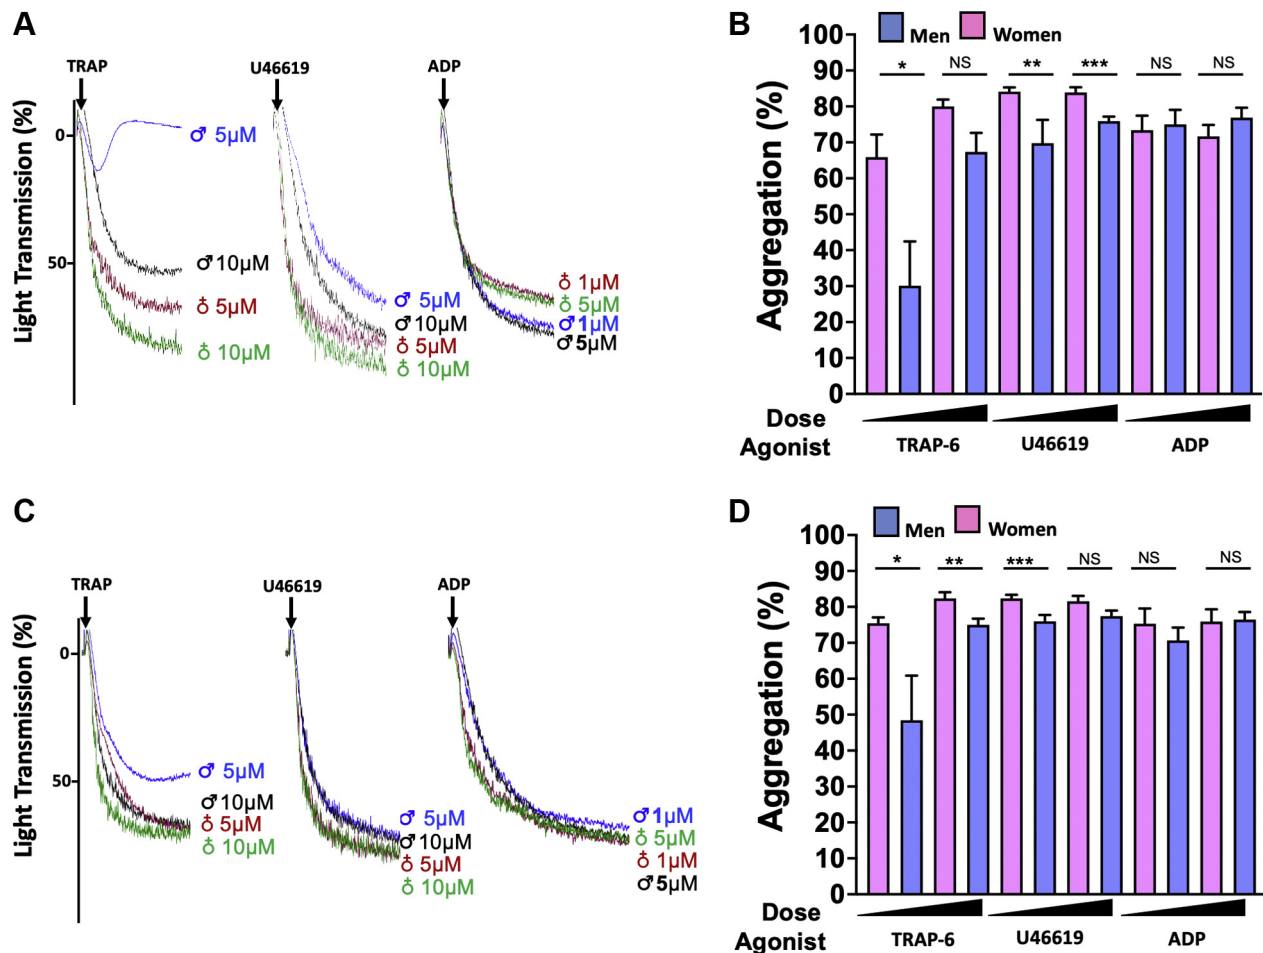 A
TRAP
U46619
ADP
Light Transmission (%)
0
50
♂ 5µM
♂ 10µM
♀ 5µM
♀ 10µM
♂ 5µM
♂ 10µM
♀ 5µM
♀ 10µM
♀ 1µM
♀ 5µM
♂ 1µM
♂ 5µM
B
Men
Women
Aggregation (%)
100
90
80
70
60
50
40
30
20
10
0
* NS ** *** NS NS
Dose
Agonist
TRAP-6 U46619 ADP
C
TRAP
U46619
ADP
Light Transmission (%)
0
50
♂ 5µM
♂ 10µM
♀ 5µM
♀ 10µM
♂ 5µM
♂ 10µM
♀ 5µM
♀ 10µM
♂ 1µM
♀ 5µM
♀ 1µM
♂ 5µM
D
Men
Women
Aggregation (%)
100
90
80
70
60
50
40
30
20
10
0
* ** *** NS NS NS
Dose
Agonist
TRAP-6 U46619 ADP